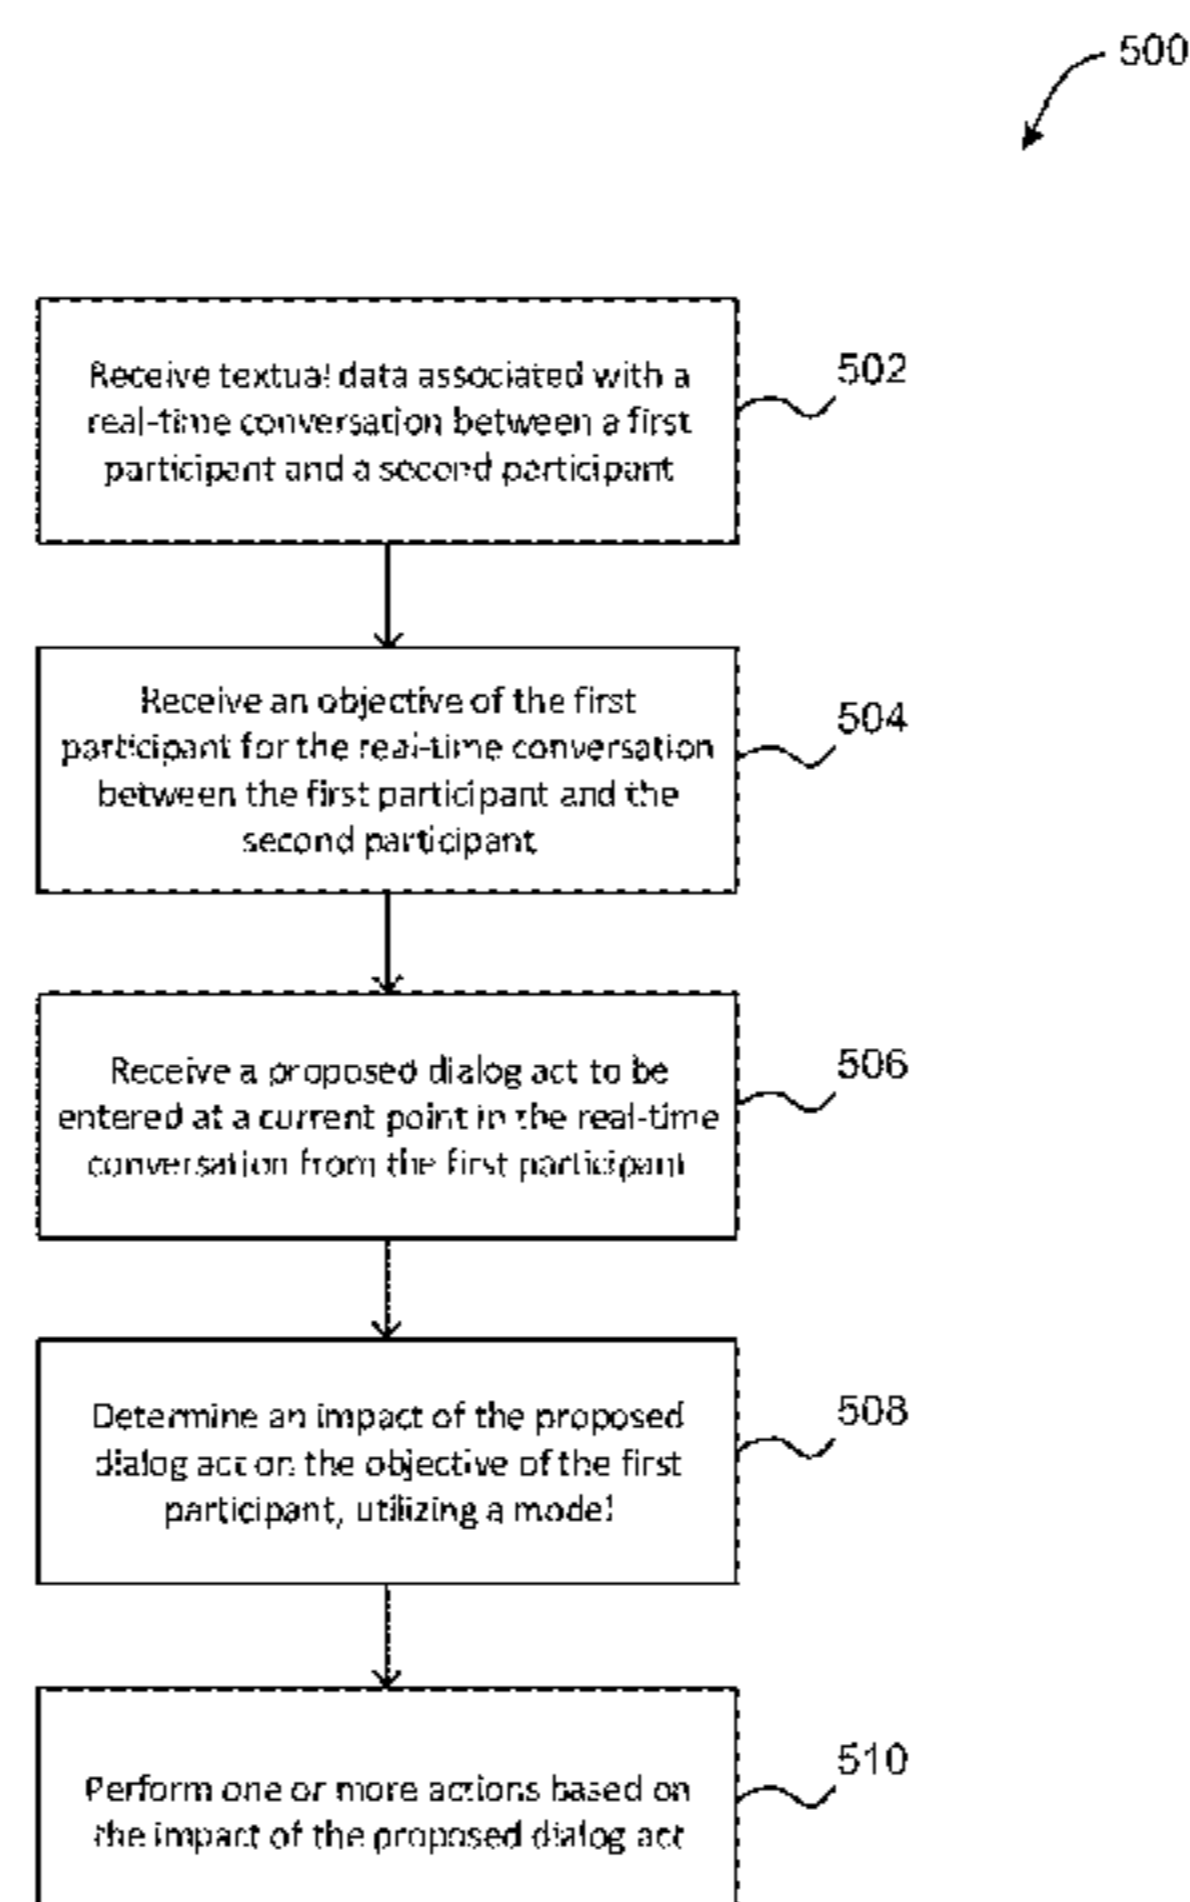 500
Receive textual data associated with a
real-time conversation between a first
participant and a second participant
502
Receive an objective of the first
participant for the real-time conversation
between the first participant and the
second participant
504
Receive a proposed dialog act to be
entered at a current point in the real-time
conversation from the first participant
506
Determine an impact of the proposed
dialog act on the objective of the first
participant, utilizing a model
508
Perform one or more actions based on
the impact of the proposed dialog act
510